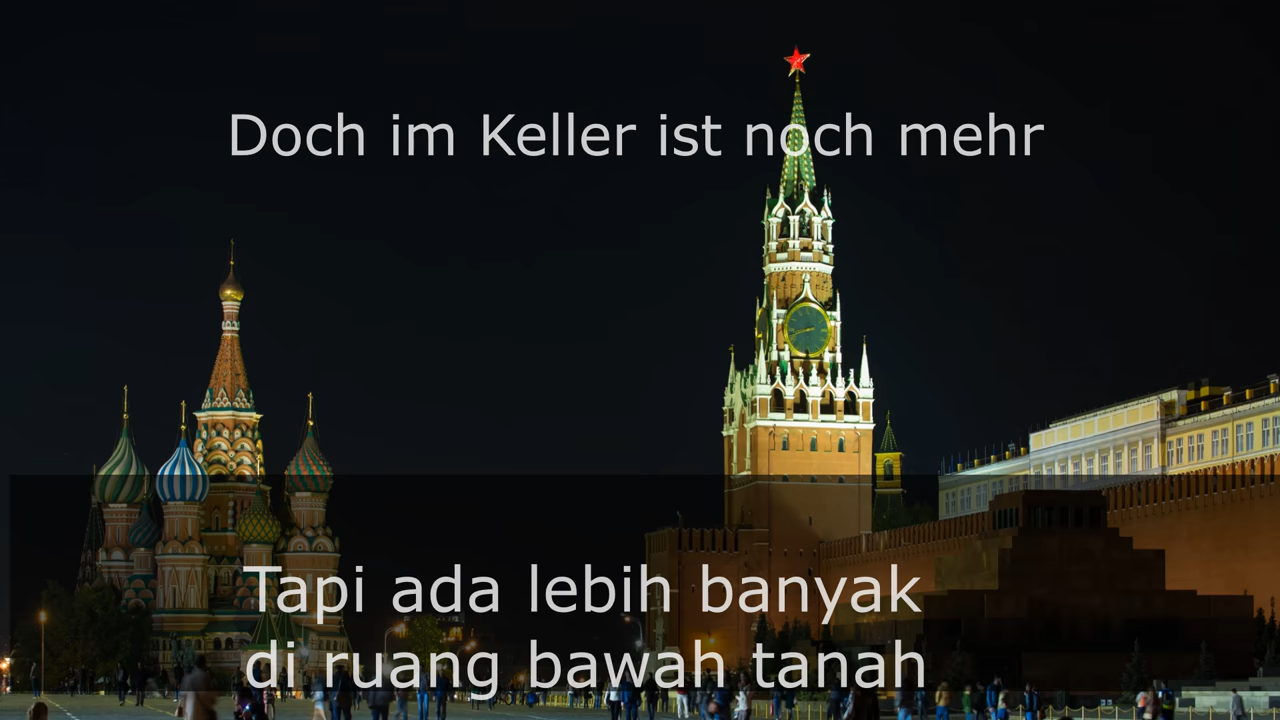 Doch im Keller ist noch mehr
Tapi ada lebih banyak
di ruang bawah tanah